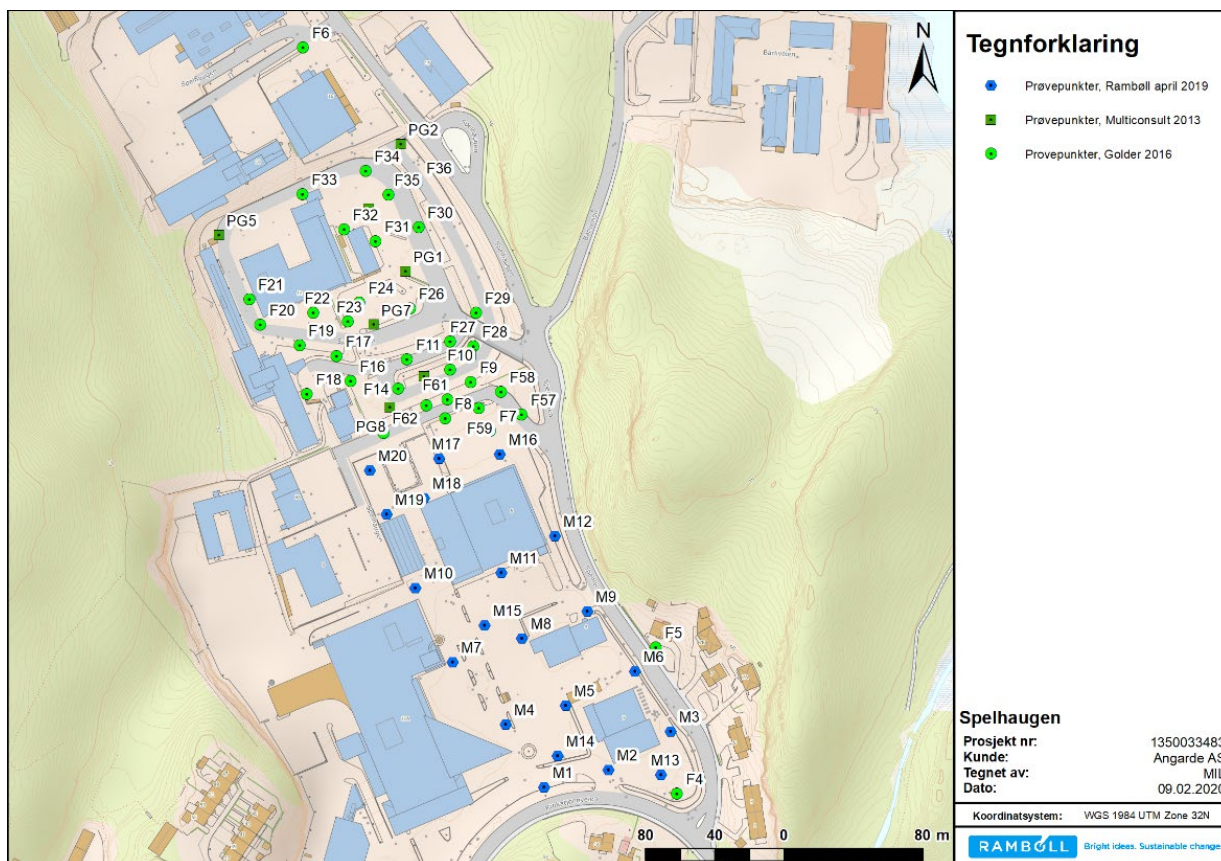 F6
N
PG2
F34
F36
F33
F35
F32
F30
F31
PG5
PG1
F21
F24
F26
F22
F29
F20
F23
PG7
F19
F27
F28
F17
F11
F10
F16
F9
F18
F14
F61
F58
F8
F62
F7
F57
PG8
F59
M17
M16
M20
M18
M19
M12
M11
M10
M9
M15
M8
F5
M7
M6
M5
M4
M3
M14
M2
M13
M1
F4
80 40 0 80 m
Tegnforklaring
Prøvepunkter, Rambøll april 2019
Prøvepunkter, Multiconsult 2013
Provepunkter, Golder 2016
Spelhaugen
Prosjekt nr: 1350033483
Kunde: Angarde AS
Tegnet av: MIL
Dato: 09.02.2020
Koordinatsystem: WGS 1984 UTM Zone 32N
RAMBOLL Bright ideas. Sustainable change.